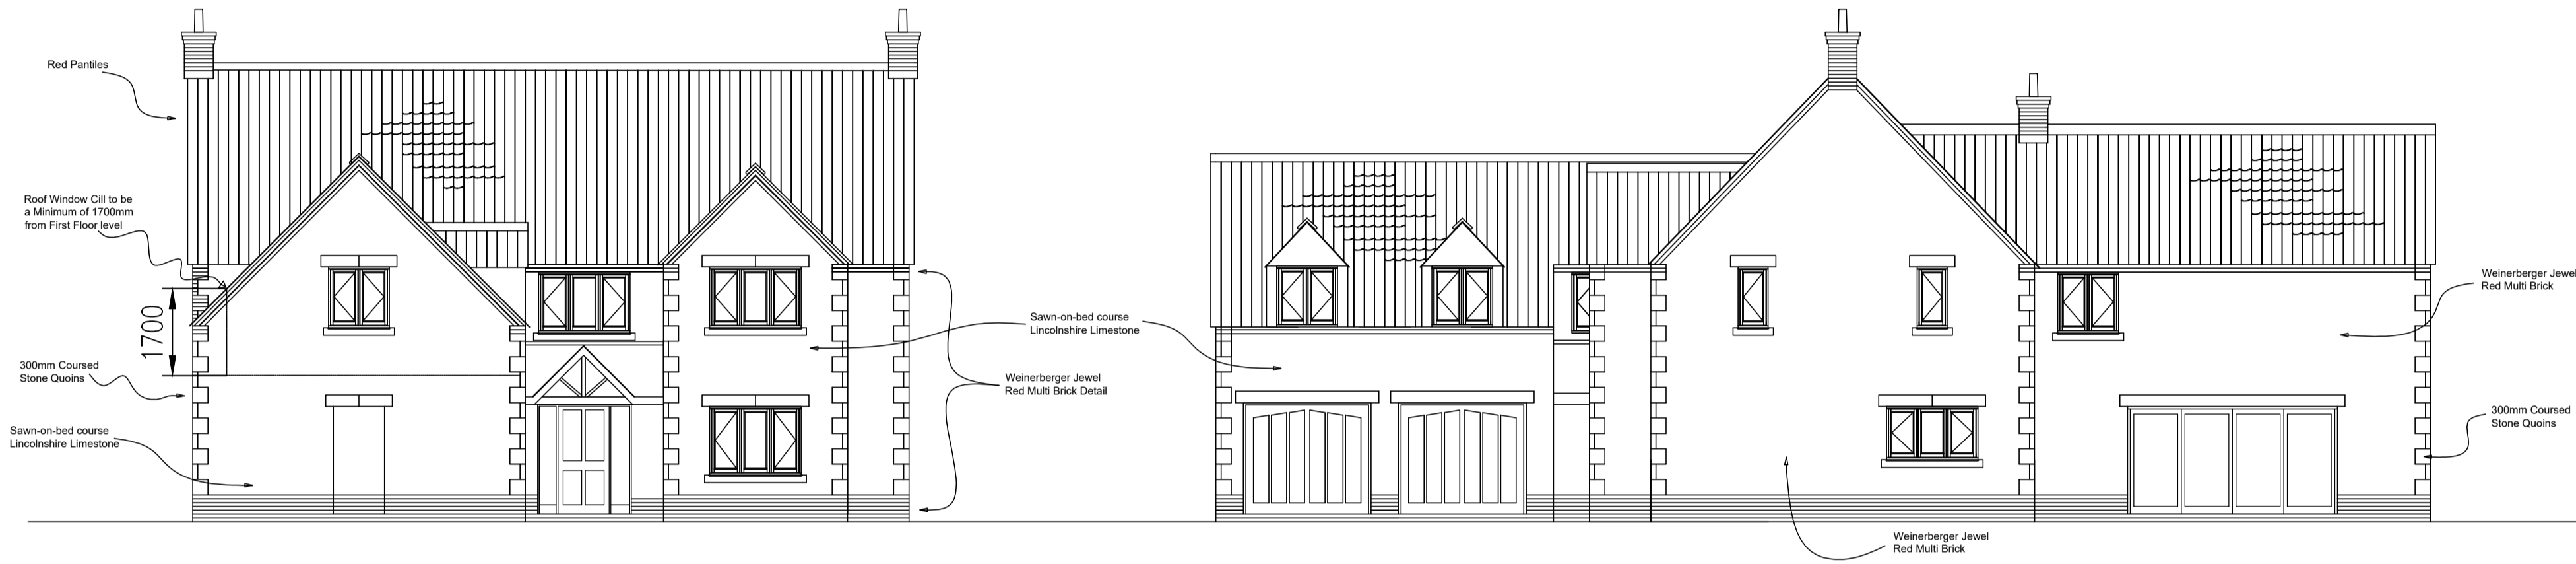 Red Pantiles
Roof Window Cill to be
a Minimum of 1700mm
from First Floor level
1700
300mm Coursed
Stone Quoins
Sawn-on-bed course
Lincolnshire Limestone
Sawn-on-bed course
Lincolnshire Limestone
Weinerberger Jewel
Red Multi Brick Detail
Weinerberger Jewel
Red Multi Brick
300mm Coursed
Stone Quoins
Weinerberger Jewel
Red Multi Brick